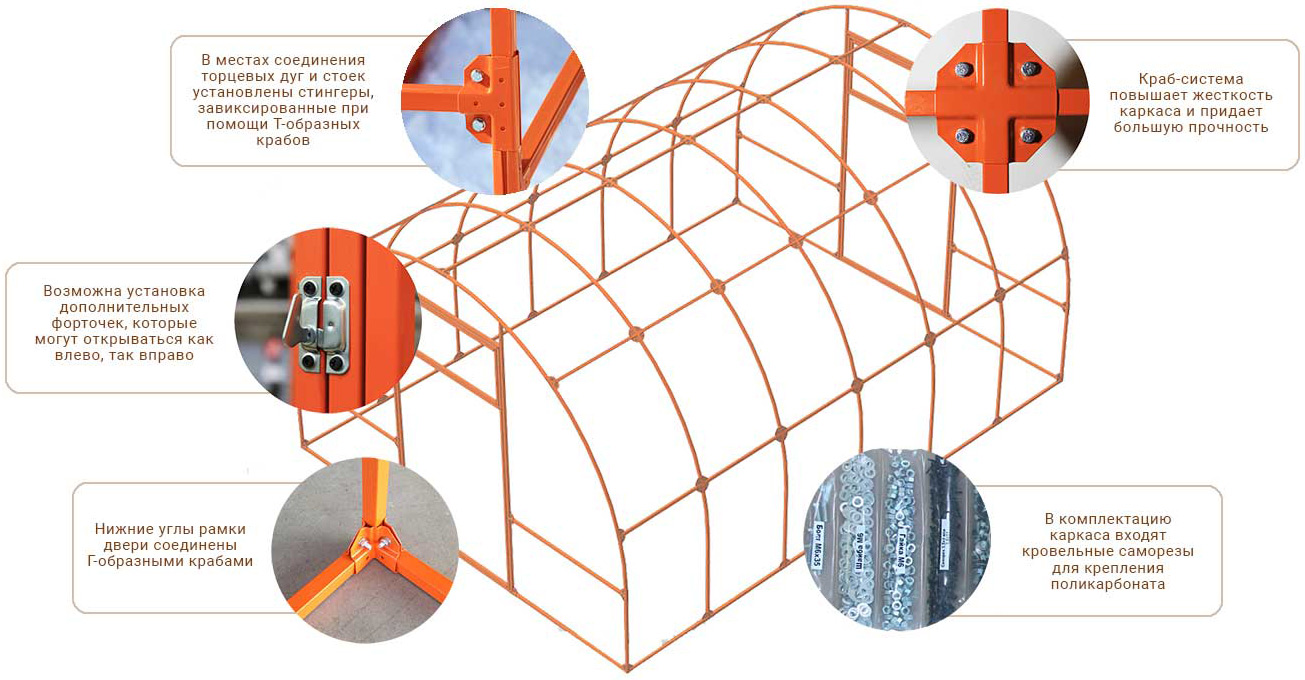 В местах соединения
торцевых дуг и стоек
установлены стингеры,
завиксированные при
помощи Т-образных
крабов
Краб-система
повышает жесткость
каркаса и придает
большую прочность
Возможна установка
дополнительных
форточек, которые
могут открываться как
влево, так вправо
Нижние углы рамки
двери соединены
Г-образными крабами
В комплектацию
каркаса входят
кровельные саморезы
для крепления
поликарбоната
Болт М6х35
Шайба М6
Гайка М6